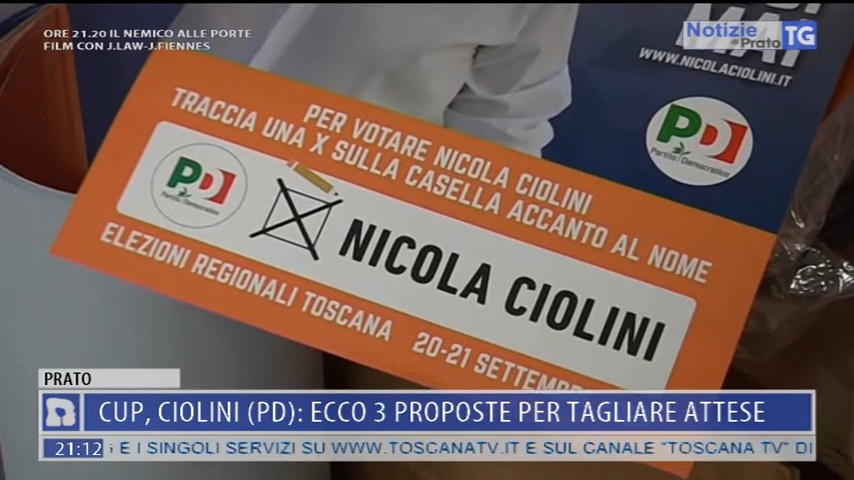 ORE 21.20 IL NEMICO ALLE PORTE
FILM CON J.LAW-J.FIENNES
Notizie
di Prato
TG
MAI
WWW.NICOLACIOLINI.IT
PD
Partito Democratico
PER VOTARE NICOLA CIOLINI
TRACCIA UNA X SULLA CASELLA ACCANTO AL NOME
PD
Partito Democratico
NICOLA CIOLINI
ELEZIONI REGIONALI TOSCANA 20-21 SETTEMB
PRATO
CUP, CIOLINI (PD): ECCO 3 PROPOSTE PER TAGLIARE ATTESE
21:12
E I SINGOLI SERVIZI SU WWW.TOSCANATV.IT E SUL CANALE "TOSCANA TV" DI